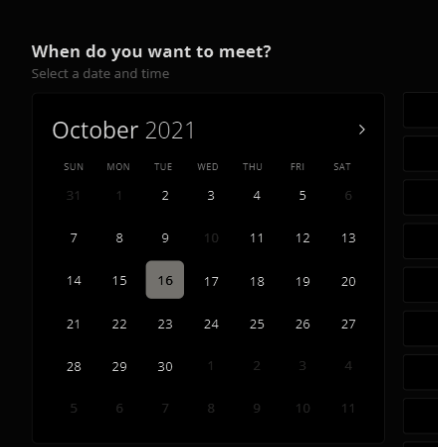 When do you want to meet?
Select a date and time
October 2021
SUN MON TUE WED THU FRI SAT
31 1 2 3 4 5 6
7 8 9 10 11 12 13
14 15 16 17 18 19 20
21 22 23 24 25 26 27
28 29 30 1 2 3 4
5 6 7 8 9 10 11